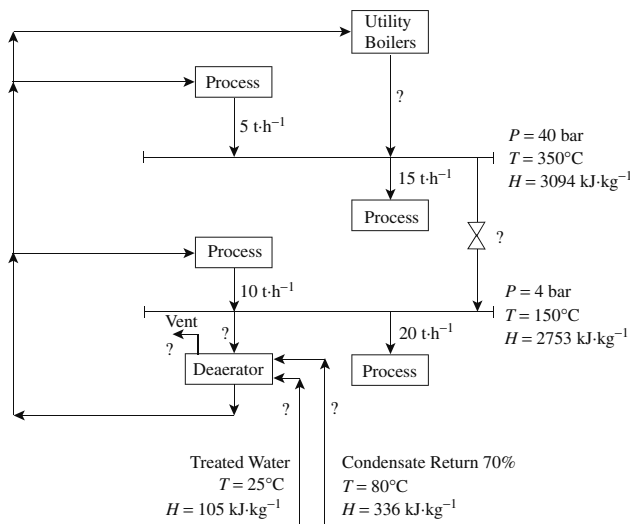 Utility
Boilers
Process
?
5 t·h⁻¹
P = 40 bar
T = 350°C
H = 3094 kJ·kg⁻¹
15 t·h⁻¹
Process
?
Process
10 t·h⁻¹
P = 4 bar
T = 150°C
H = 2753 kJ·kg⁻¹
Vent
?
?
20 t·h⁻¹
Deaerator
Process
?
?
Treated Water
T = 25°C
H = 105 kJ·kg⁻¹
Condensate Return 70%
T = 80°C
H = 336 kJ·kg⁻¹